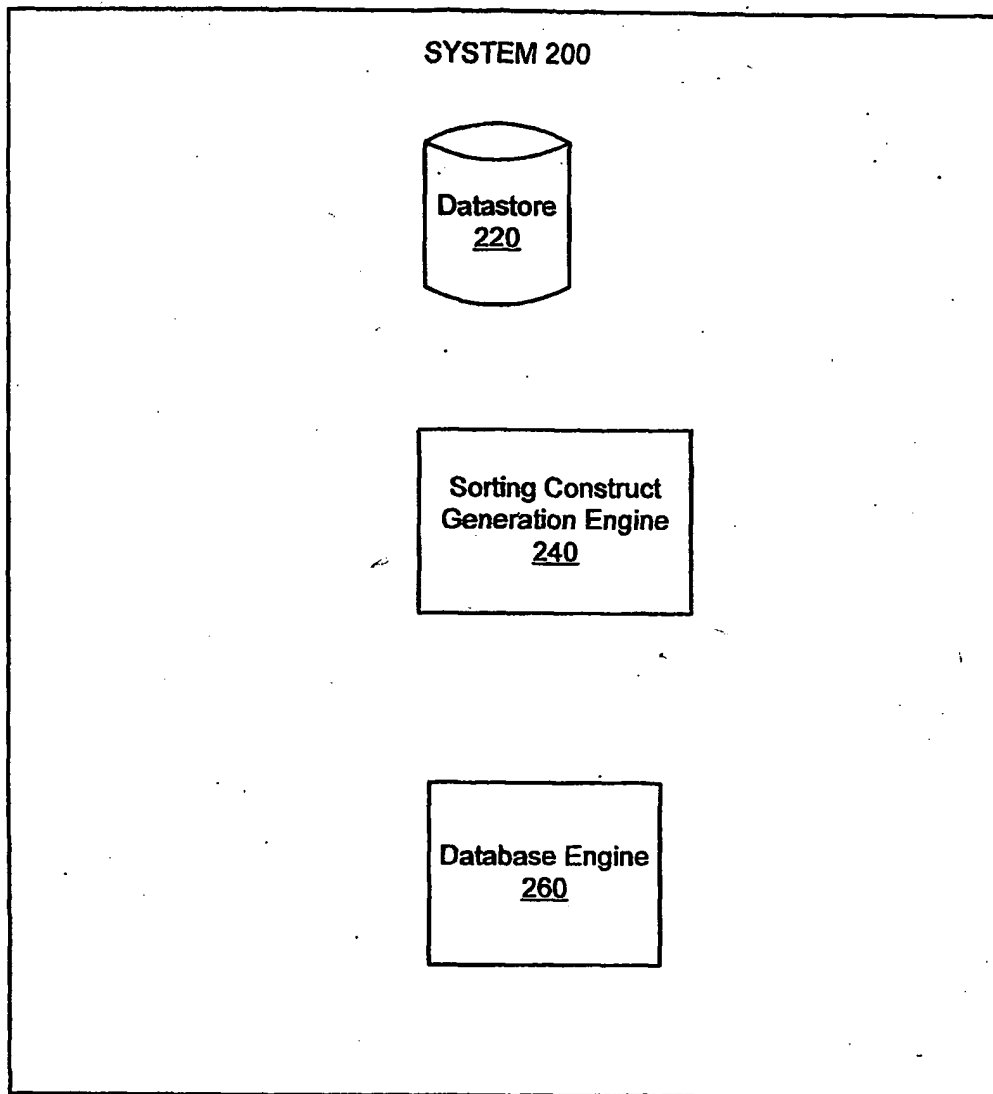 SYSTEM 200
Datastore
220
Sorting Construct
Generation Engine
240
Database Engine
260